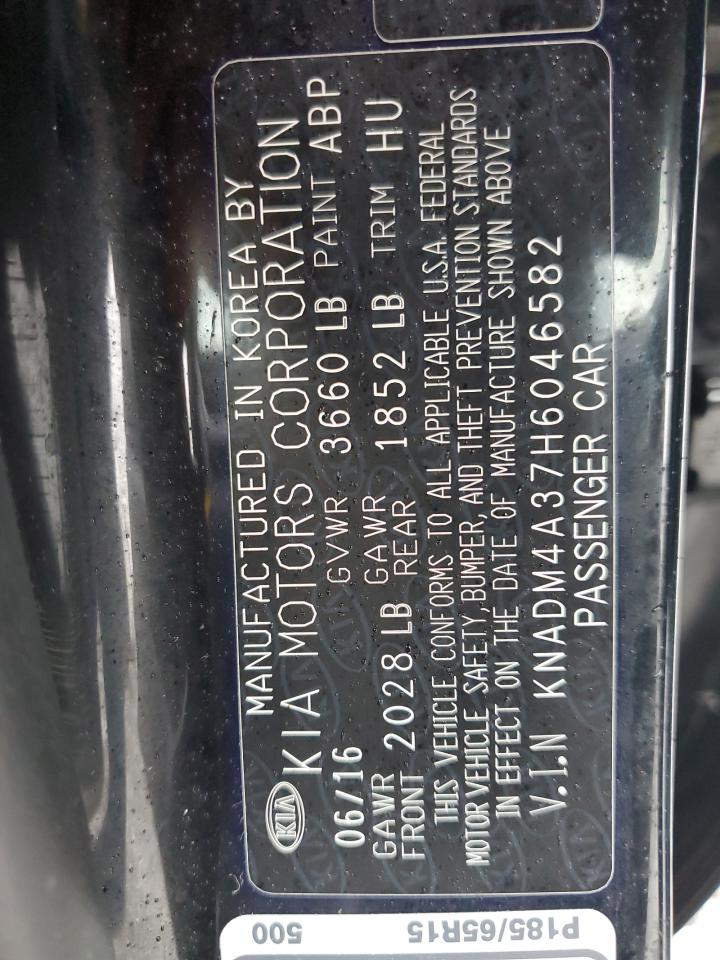 MANUFACTURED IN KOREA BY
KIA KIA MOTORS CORPORATION
06/16 GVWR 3660 LB PAINT ABP
GAWR FRONT 2028 LB GAWR REAR 1852 LB TRIM HU
THIS VEHICLE CONFORMS TO ALL APPLICABLE U.S.A. FEDERAL
MOTOR VEHICLE SAFETY, BUMPER, AND THEFT PREVENTION STANDARDS
IN EFFECT ON THE DATE OF MANUFACTURE SHOWN ABOVE
V.I.N KNADM4A37H6046582
PASSENGER CAR
P185/65R15
500